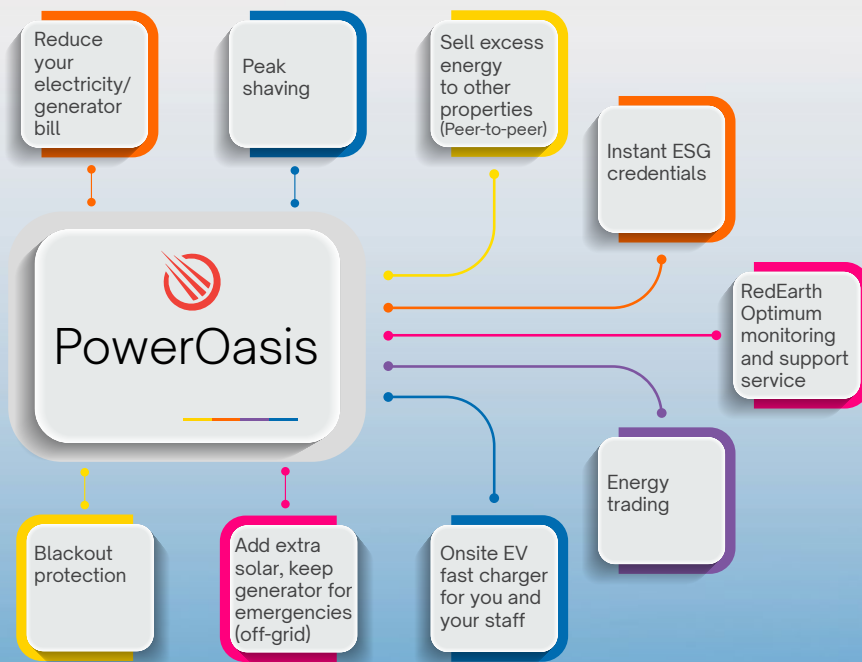 Reduce
your
electricity/
generator
bill
Peak
shaving
Sell excess
energy
to other
properties
(Peer-to-peer)
Instant ESG
credentials
PowerOasis
RedEarth
Optimum
monitoring
and support
service
Energy
trading
Blackout
protection
Add extra
solar, keep
generator for
emergencies
(off-grid)
Onsite EV
fast charger
for you and
your staff